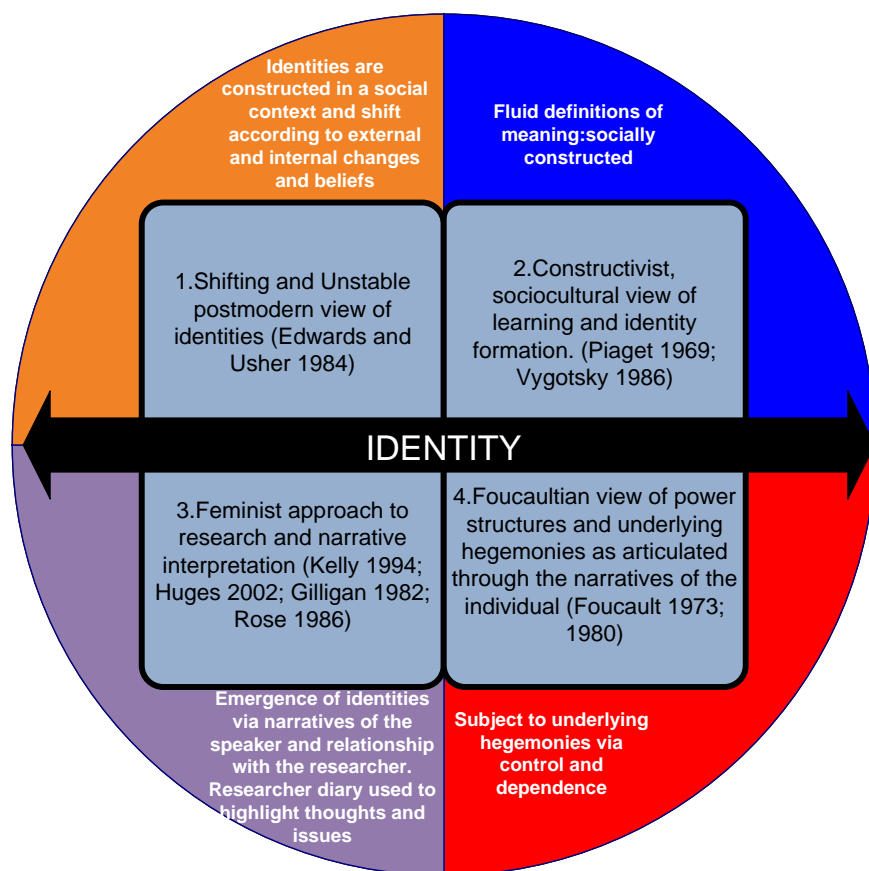 Identities are
constructed in a social
context and shift
according to external
and internal changes
and beliefs
Fluid definitions of
meaning:socially
constructed
1.Shifting and Unstable
postmodern view of
identities (Edwards and
Usher 1984)
2.Constructivist,
sociocultural view of
learning and identity
formation. (Piaget 1969;
Vygotsky 1986)
IDENTITY
3.Feminist approach to
research and narrative
interpretation (Kelly 1994;
Huges 2002; Gilligan 1982;
Rose 1986)
4.Foucaultian view of power
structures and underlying
hegemonies as articulated
through the narratives of the
individual (Foucault 1973;
1980)
Emergence of identities
via narratives of the
speaker and relationship
with the researcher.
Researcher diary used to
highlight thoughts and
issues
Subject to underlying
hegemonies via
control and
dependence